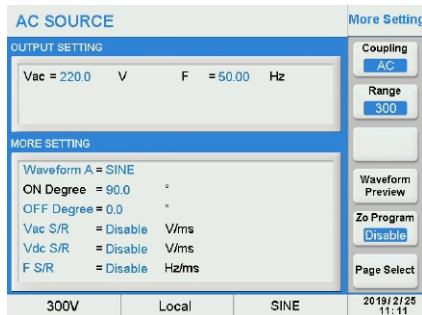 AC SOURCE
More Setting
OUTPUT SETTING
Vac = 220.0 V F = 50.00 Hz
MORE SETTING
Waveform A = SINE
ON Degree = 90.0 °
OFF Degree = 0.0 °
Vac S/R = Disable V/ms
Vdc S/R = Disable V/ms
F S/R = Disable Hz/ms
Coupling
AC
Range
300
Waveform
Preview
Zo Program
Disable
Page Select
300V Local SINE
2019/2/25
11:11